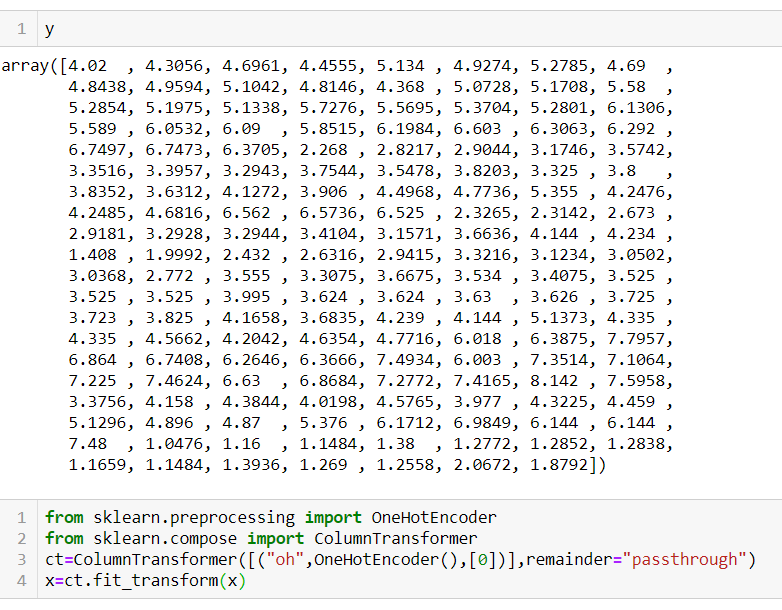 1 y
array([4.02  , 4.3056, 4.6961, 4.4555, 5.134 , 4.9274, 5.2785, 4.69  ,
       4.8438, 4.9594, 5.1042, 4.8146, 4.368 , 5.0728, 5.1708, 5.58  ,
       5.2854, 5.1975, 5.1338, 5.7276, 5.5695, 5.3704, 5.2801, 6.1306,
       5.589 , 6.0532, 6.09  , 5.8515, 6.1984, 6.603 , 6.3063, 6.292 ,
       6.7497, 6.7473, 6.3705, 2.268 , 2.8217, 2.9044, 3.1746, 3.5742,
       3.3516, 3.3957, 3.2943, 3.7544, 3.5478, 3.8203, 3.325 , 3.8   ,
       3.8352, 3.6312, 4.1272, 3.906 , 4.4968, 4.7736, 5.355 , 4.2476,
       4.2485, 4.6816, 6.562 , 6.5736, 6.525 , 2.3265, 2.3142, 2.673 ,
       2.9181, 3.2928, 3.2944, 3.4104, 3.1571, 3.6636, 4.144 , 4.234 ,
       1.408 , 1.9992, 2.432 , 2.6316, 2.9415, 3.3216, 3.1234, 3.0502,
       3.0368, 2.772 , 3.555 , 3.3075, 3.6675, 3.534 , 3.4075, 3.525 ,
       3.525 , 3.525 , 3.995 , 3.624 , 3.624 , 3.63  , 3.626 , 3.725 ,
       3.723 , 3.825 , 4.1658, 3.6835, 4.239 , 4.144 , 5.1373, 4.335 ,
       4.335 , 4.5662, 4.2042, 4.6354, 4.7716, 6.018 , 6.3875, 7.7957,
       6.864 , 6.7408, 6.2646, 6.3666, 7.4934, 6.003 , 7.3514, 7.1064,
       7.225 , 7.4624, 6.63  , 6.8684, 7.2772, 7.4165, 8.142 , 7.5958,
       3.3756, 4.158 , 4.3844, 4.0198, 4.5765, 3.977 , 4.3225, 4.459 ,
       5.1296, 4.896 , 4.87  , 5.376 , 6.1712, 6.9849, 6.144 , 6.144 ,
       7.48  , 1.0476, 1.16  , 1.1484, 1.38  , 1.2772, 1.2852, 1.2838,
       1.1659, 1.1484, 1.3936, 1.269 , 1.2558, 2.0672, 1.8792])
1 from sklearn.preprocessing import OneHotEncoder
2 from sklearn.compose import ColumnTransformer
3 ct=ColumnTransformer([("oh",OneHotEncoder(),[0])],remainder="passthrough")
4 x=ct.fit_transform(x)